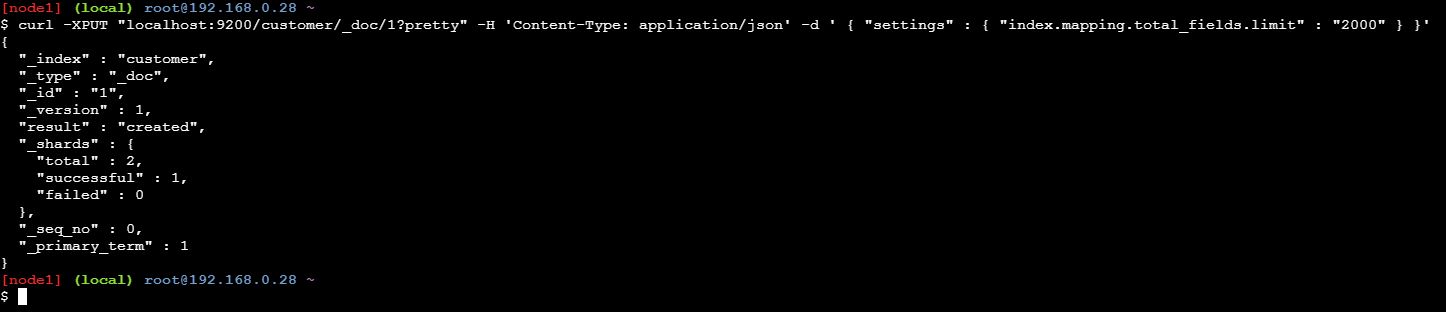 [node1] (local) root@192.168.0.28 ~
$ curl -XPUT "localhost:9200/customer/_doc/1?pretty" -H 'Content-Type: application/json' -d ' { "settings" : { "index.mapping.total_fields.limit" : "2000" } }'
{
  "_index" : "customer",
  "_type" : "_doc",
  "_id" : "1",
  "_version" : 1,
  "result" : "created",
  "_shards" : {
    "total" : 2,
    "successful" : 1,
    "failed" : 0
  },
  "_seq_no" : 0,
  "_primary_term" : 1
}
[node1] (local) root@192.168.0.28 ~
$